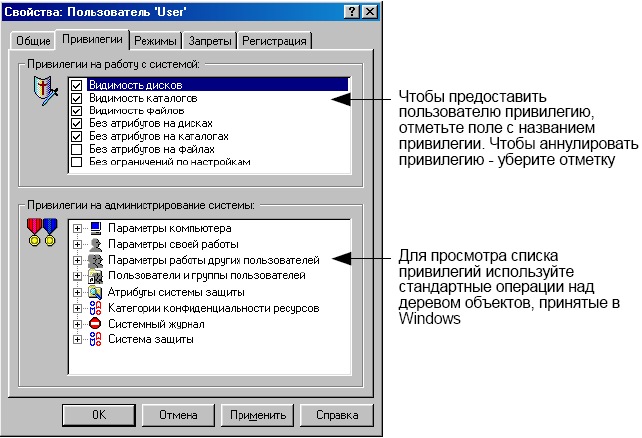 Свойства: Пользователь 'User'
Общие
Привилегии
Режимы
Запреты
Регистрация
Привилегии на работу с системой:
Видимость дисков
Видимость каталогов
Видимость файлов
Без атрибутов на дисках
Без атрибутов на каталогах
Без атрибутов на файлах
Без ограничений по настройкам
Чтобы предоставить
пользователю привилегию,
отметьте поле с названием
привилегии. Чтобы аннулировать
привилегию - уберите отметку
Привилегии на администрирование системы:
Параметры компьютера
Параметры своей работы
Параметры работы других пользователей
Пользователи и группы пользователей
Атрибуты системы защиты
Категории конфиденциальности ресурсов
Системный журнал
Система защиты
Для просмотра списка
привилегий используйте
стандартные операции над
деревом объектов, принятые в
Windows
OK
Отмена
Применить
Справка